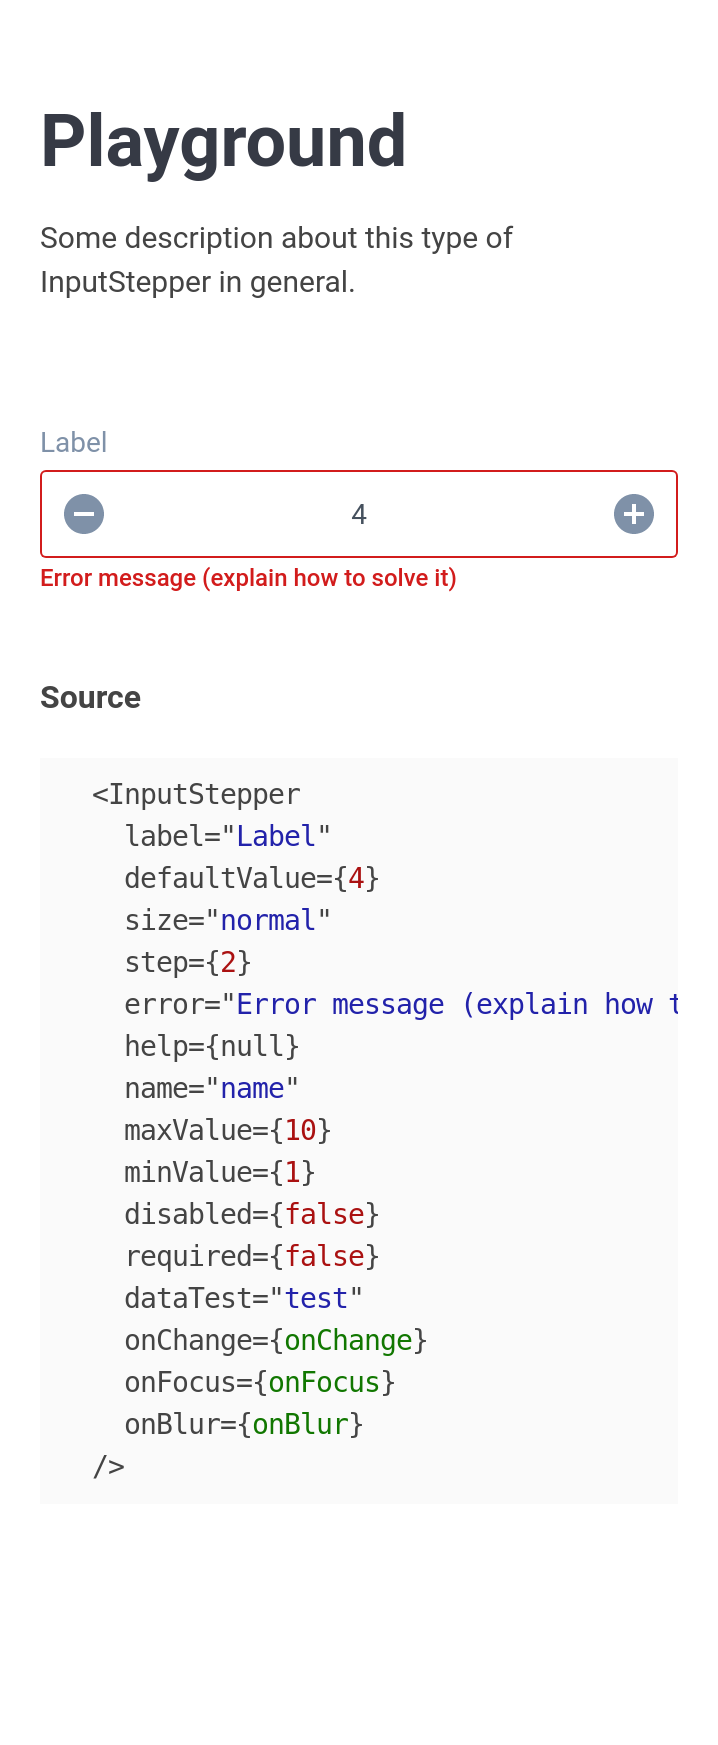 Playground
Some description about this type of
InputStepper in general.
Label
4
Error message (explain how to solve it)
Source
<InputStepper
label="Label"
defaultValue={4}
size="normal"
step={2}
error="Error message (explain how t
help={null}
name="name"
maxValue={10}
minValue={1}
disabled={false}
required={false}
dataTest="test"
onChange={onChange}
onFocus={onFocus}
onBlur={onBlur}
/>